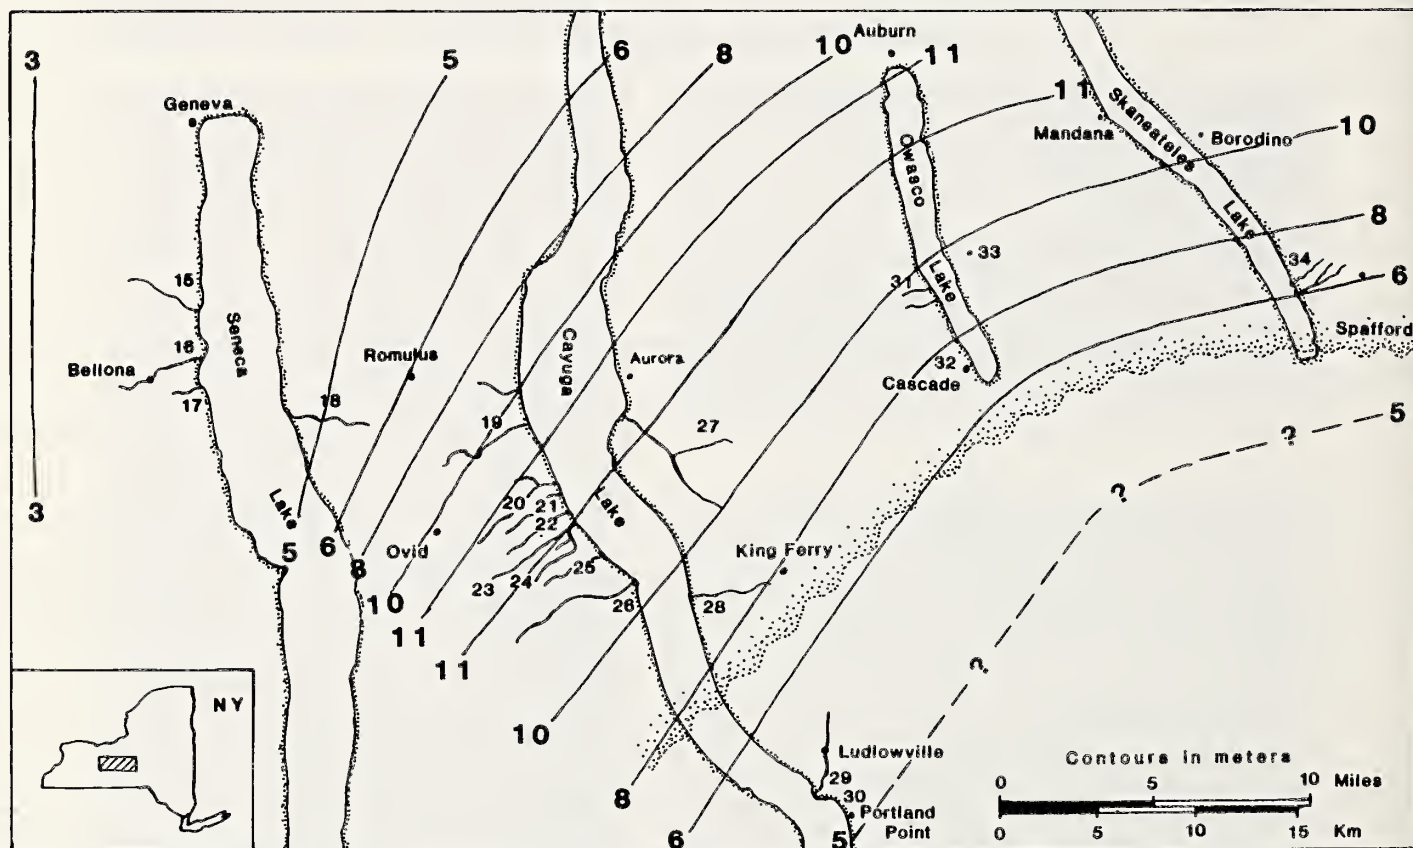 3
5
6
8
10
Auburn
11
11
10
Geneva
Skaneateles
Mandana
Borodino
Owasco
8
33
34
15
31
Lake
Lake
6
Seneca
Cayuga
Romulus
Aurora
Spafford
16
Bellona
32
Cascade
17
18
5
19
27
?
3
Lake
20
21
Lake
?
22
5
6
Ovid
King Ferry
8
25
23
24
10
26
28
11
11
?
NY
10
Ludlowville
Contours in meters
29
0 5 10 Miles
8
30
Portland
Point
0 5 10 15 Km
6
5